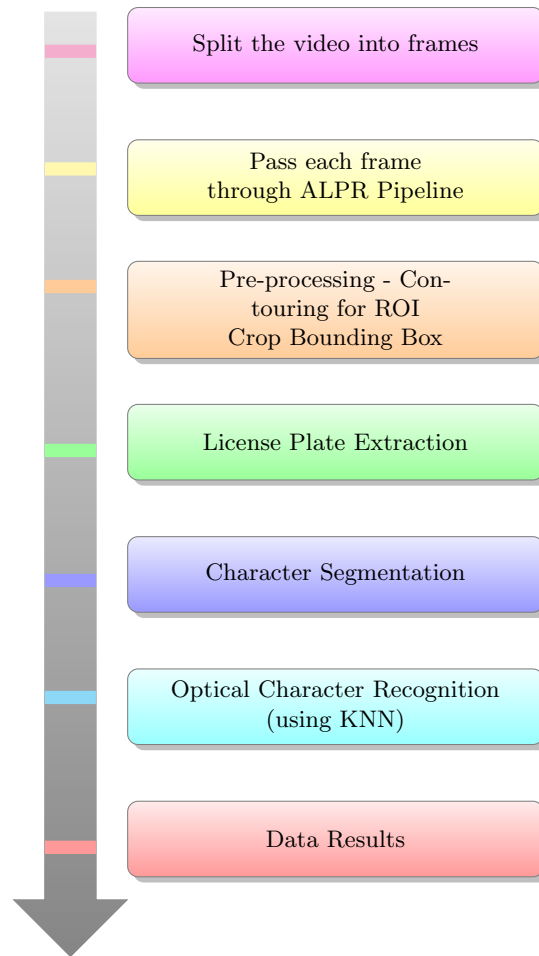 Split the video into frames
Pass each frame
through ALPR Pipeline
Pre-processing - Con-
touring for ROI
Crop Bounding Box
License Plate Extraction
Character Segmentation
Optical Character Recognition
(using KNN)
Data Results